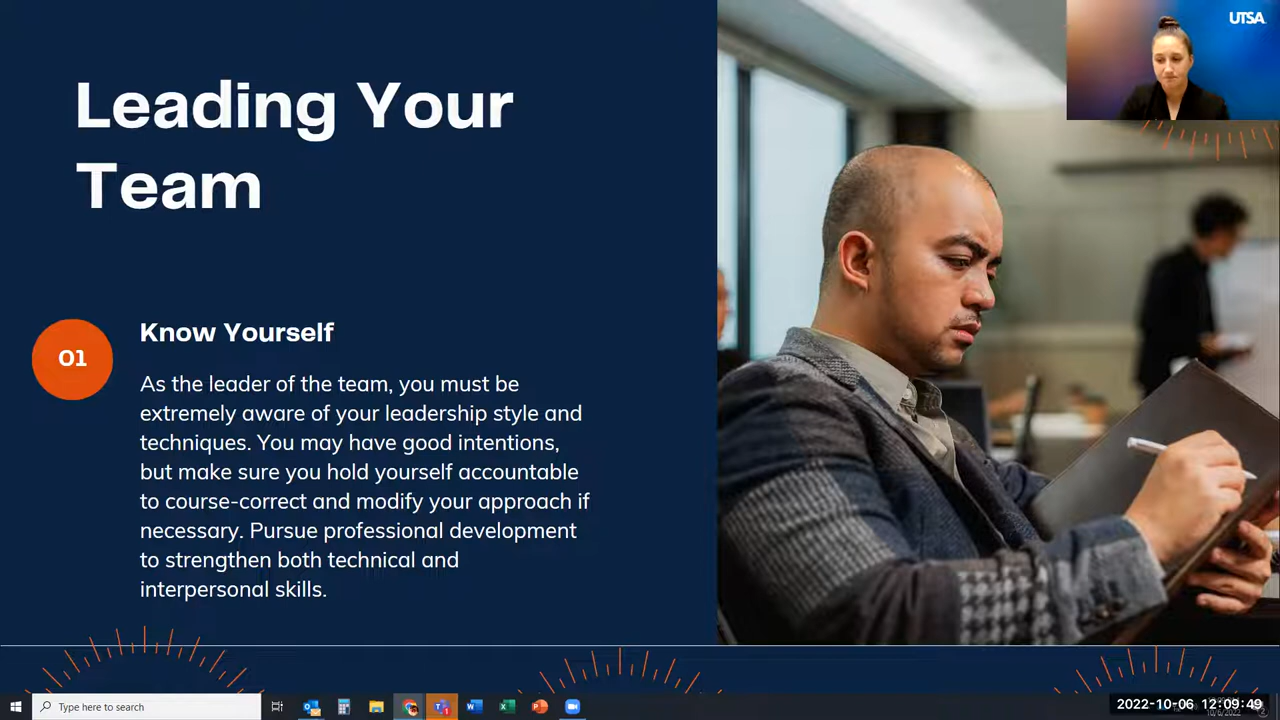 UTSA
Leading Your
Team
01
Know Yourself
As the leader of the team, you must be
extremely aware of your leadership style and
techniques. You may have good intentions,
but make sure you hold yourself accountable
to course-correct and modify your approach if
necessary. Pursue professional development
to strengthen both technical and
interpersonal skills.
Type here to search
2022-10-06 12:09:49